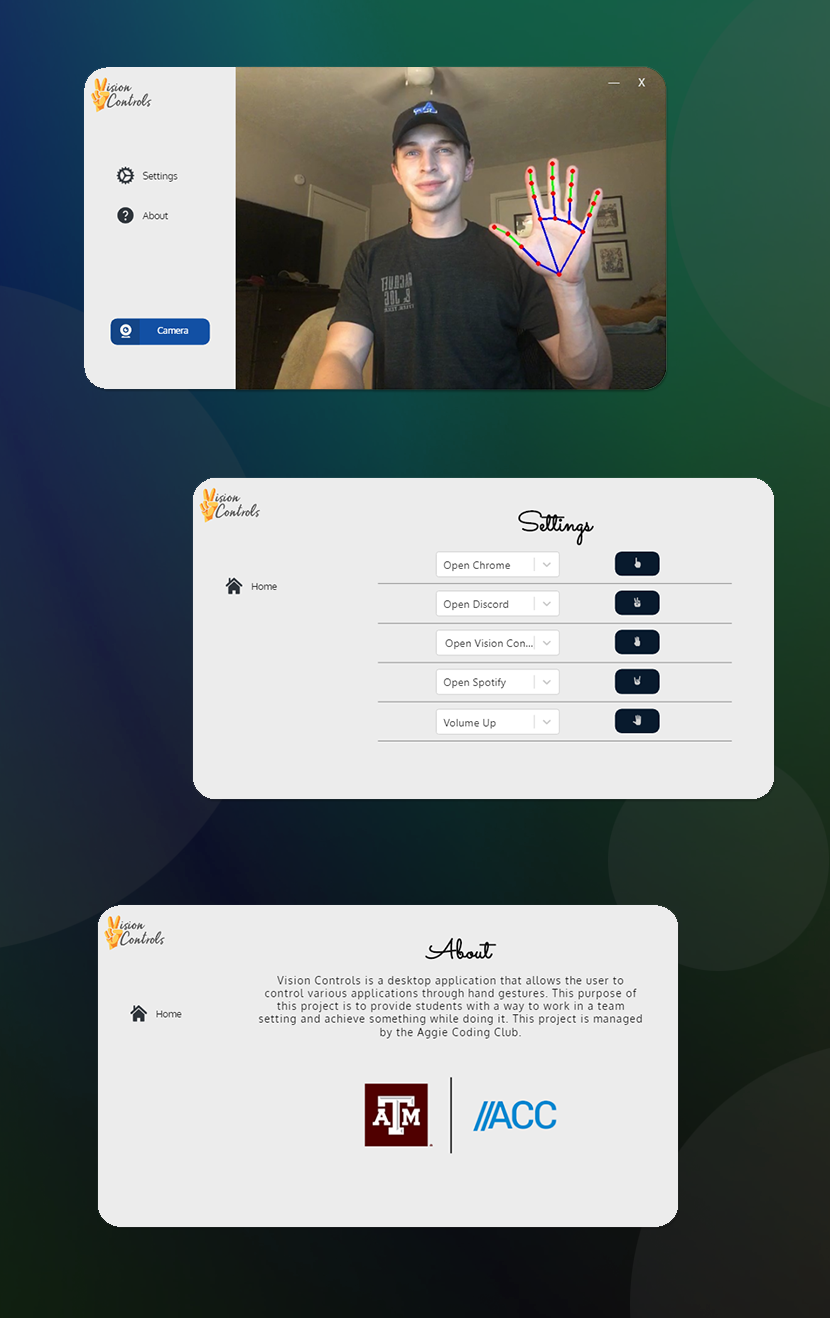 Vision
Controls
— X
Settings
About
Camera
RACQUET
& JOG
Vision
Controls
Settings
Home
Open Chrome
Open Discord
Open Vision Con...
Open Spotify
Volume Up
Vision
Controls
About
Home
Vision Controls is a desktop application that allows the user to
control various applications through hand gestures. This purpose of
this project is to provide students with a way to work in a team
setting and achieve something while doing it. This project is managed
by the Aggie Coding Club.
ATM
//ACC